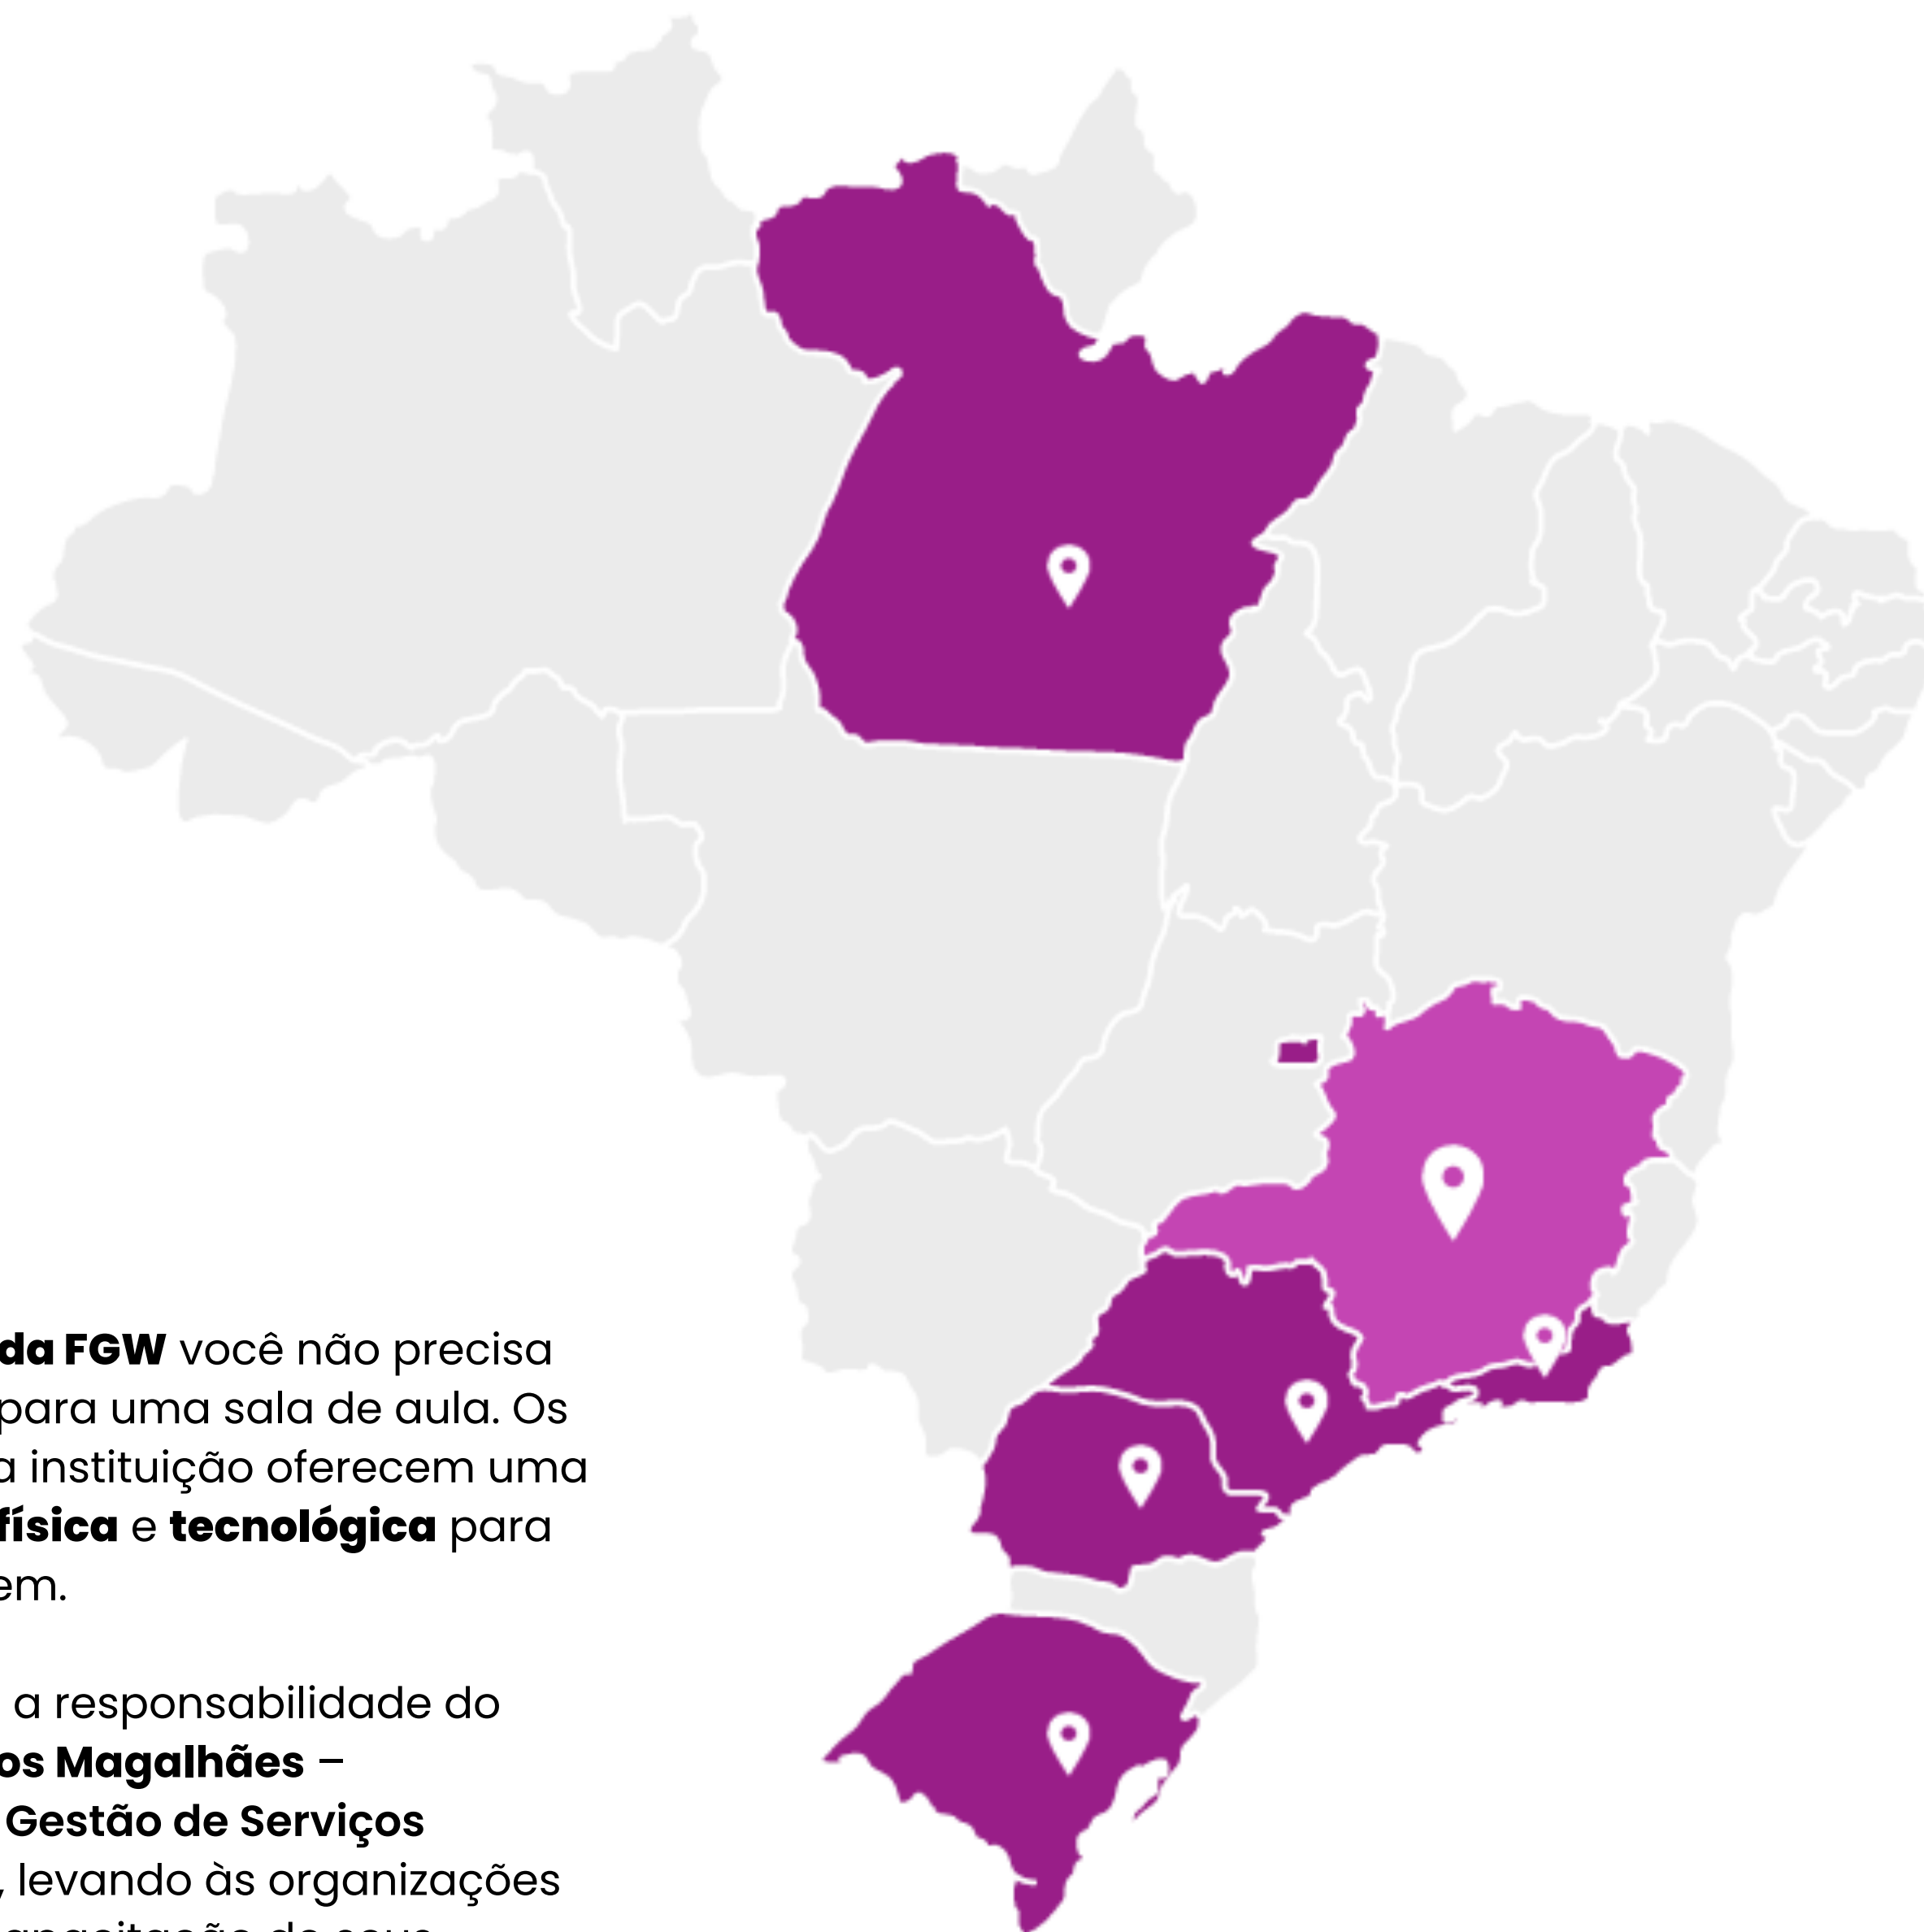 da FGW você não precisa
para uma sala de aula. Os
a instituição oferecem uma
física e tecnológica para
em.
a responsabilidade do
os Magalhães –
Gestão de Serviços
, levando às organizações